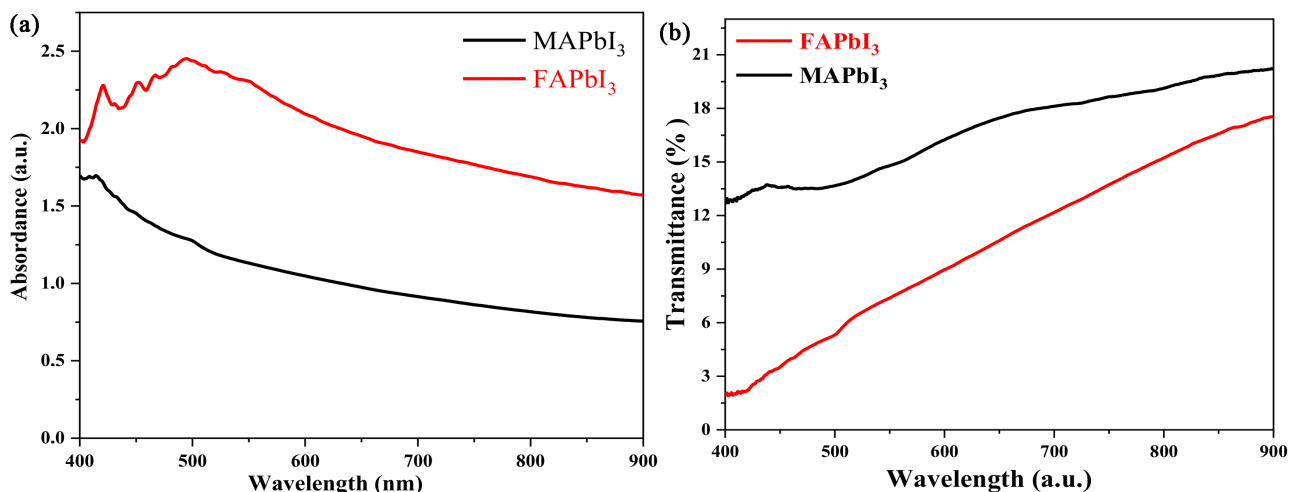 (a)
MAPbI3
FAPbI3
Absordance (a.u.)
2.5
2.0
1.5
1.0
0.5
0.0
400 500 600 700 800 900
Wavelength (nm)
(b)
FAPbI3
MAPbI3
Transmittance (% )
21
18
15
12
9
6
3
0
400 500 600 700 800 900
Wavelength (a.u.)